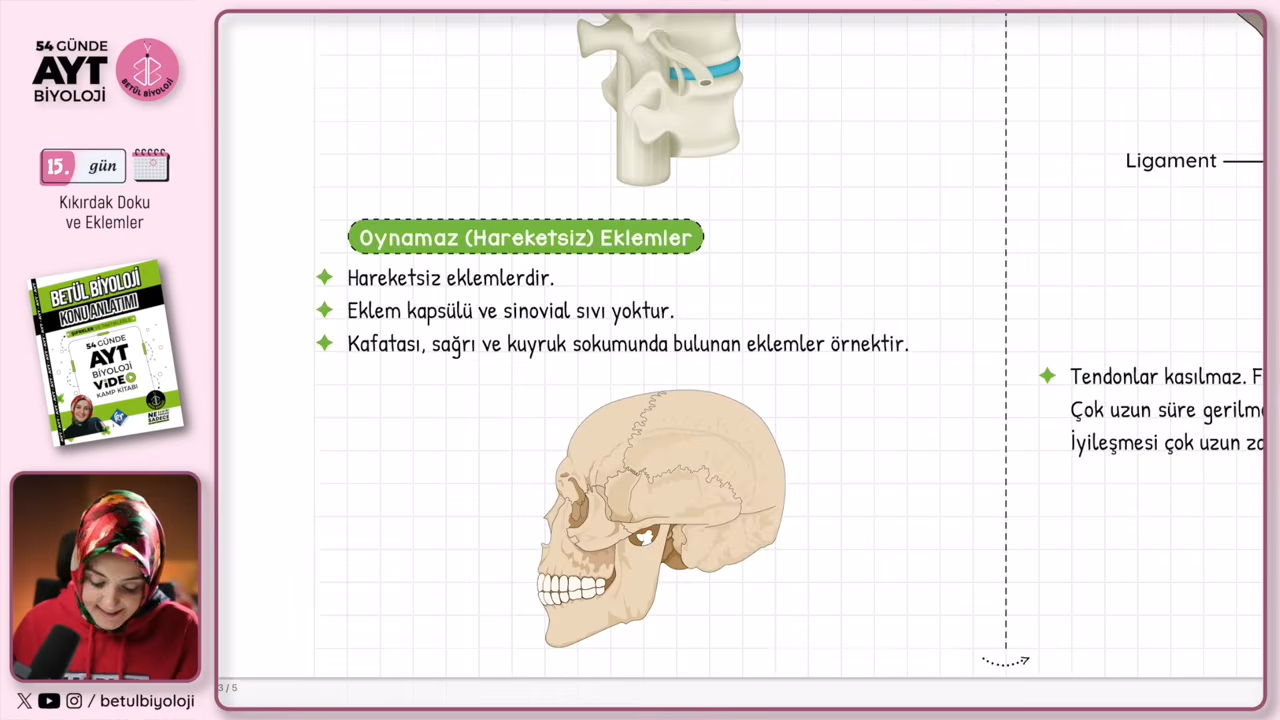 54 GÜNDE
AYT
BİYOLOJİ
BETÜL BİYOLOJİ
15. gün
Kıkırdak Doku
ve Eklemler
BETÜL BİYOLOJİ
KONU ANLATIMI
54 GÜNDE
AYT
BİYOLOJİ
VİDEO
KAMP KİTABI
/ betulbiyoloji
Oynamaz (Hareketsiz) Eklemler
Hareketsiz eklemlerdir.
Eklem kapsülü ve sinovial sıvı yoktur.
Kafatası, sağrı ve kuyruk sokumunda bulunan eklemler örnektir.
3 / 5
Ligament
Tendonlar kasılmaz. F
Çok uzun süre gerilm
İyileşmesi çok uzun za